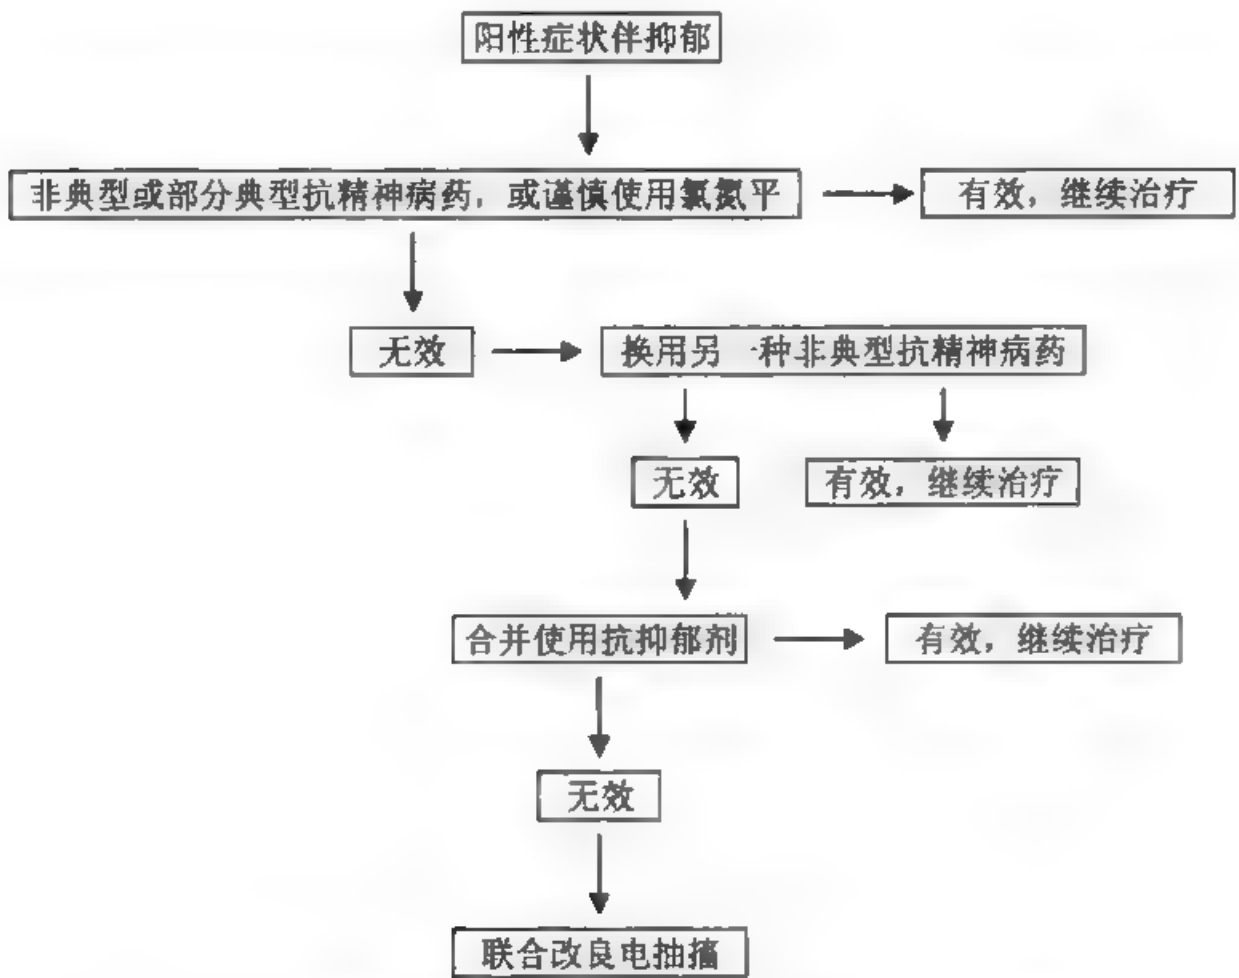 阳性症状伴抑郁
非典型或部分典型抗精神病药，或谨慎使用氯氮平
有效，继续治疗
无效
换用另一种非典型抗精神病药
无效
有效，继续治疗
合并使用抗抑郁剂
有效，继续治疗
无效
联合改良电抽搐